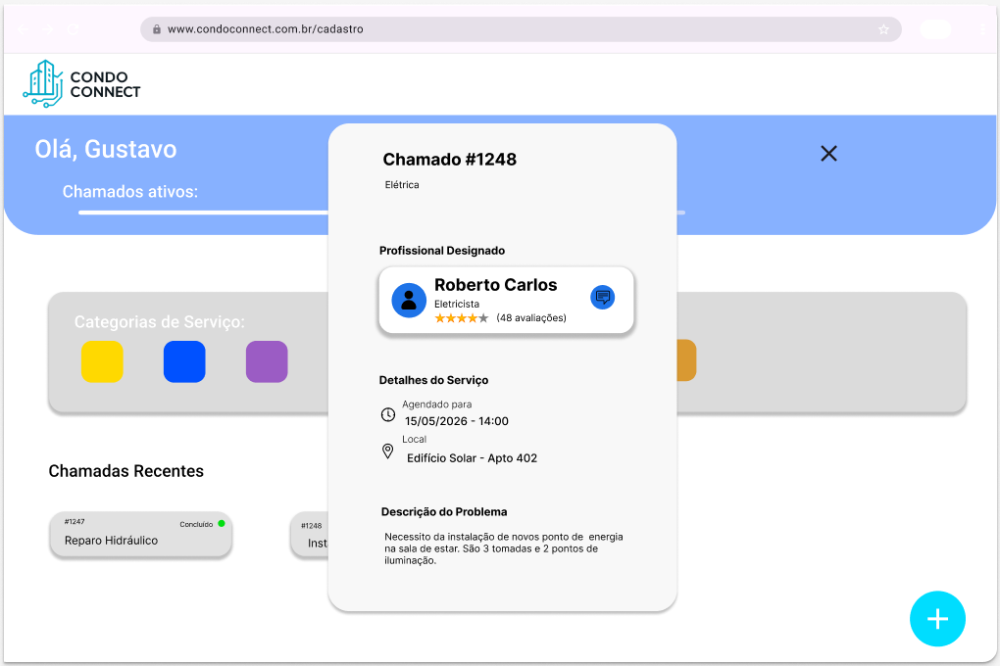 www.condoconnect.com.br/cadastro
CONDO
CONNECT
Olá, Gustavo
Chamados ativos:
Categorias de Serviço:
Chamadas Recentes
#1247
Concluído
Reparo Hidráulico
#1248
Inst
Chamado #1248
Elétrica
Profissional Designado
Roberto Carlos
Eletricista
(48 avaliações)
Detalhes do Serviço
Agendado para
15/05/2026 - 14:00
Local
Edifício Solar - Apto 402
Descrição do Problema
Necessito da instalação de novos ponto de energia
na sala de estar. São 3 tomadas e 2 pontos de
iluminação.